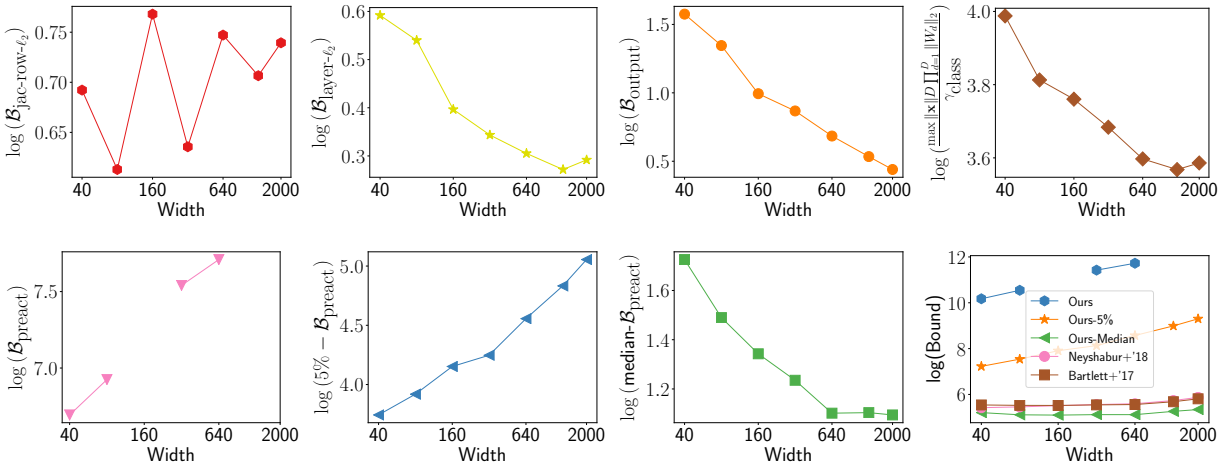 log (𝓑jac-row-ℓ₂)
0.75
0.70
0.65
40 160 640 2000
Width
log (𝓑layer-ℓ₂)
0.6
0.5
0.4
0.3
40 160 640 2000
Width
log (𝓑output)
1.5
1.0
0.5
40 160 640 2000
Width
log (max ‖x‖D ∏ᴰd=1 ‖Wd‖₂ / γclass)
4.0
3.8
3.6
40 160 640 2000
Width
log (𝓑preact)
7.5
7.0
40 160 640 2000
Width
log (5% − 𝓑preact)
5.0
4.5
4.0
40 160 640 2000
Width
log (median-𝓑preact)
1.6
1.4
1.2
40 160 640 2000
Width
log(Bound)
12
10
8
6
Ours
Ours-5%
Ours-Median
Neyshabur+'18
Bartlett+'17
40 160 640 2000
Width